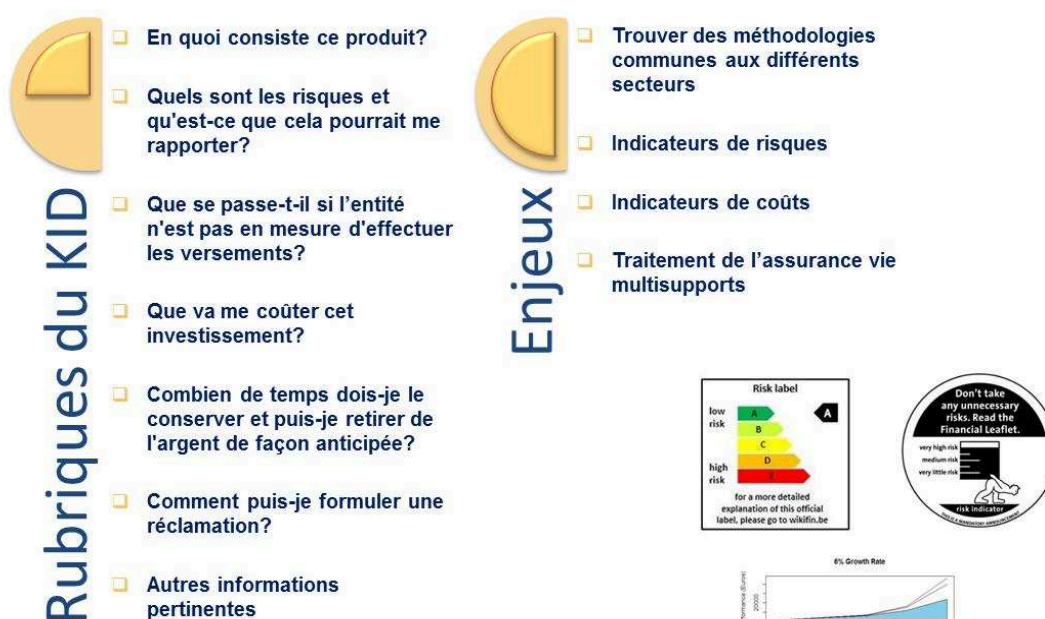 Rubriques du KID
En quoi consiste ce produit?
Quels sont les risques et
qu'est-ce que cela pourrait me
rapporter?
Que se passe-t-il si l'entité
n'est pas en mesure d'effectuer
les versements?
Que va me coûter cet
investissement?
Combien de temps dois-je le
conserver et puis-je retirer de
l'argent de façon anticipée?
Comment puis-je formuler une
réclamation?
Autres informations
pertinentes
Enjeux
Trouver des méthodologies
communes aux différents
secteurs
Indicateurs de risques
Indicateurs de coûts
Traitement de l'assurance vie
multisupports
Risk label
low
risk
A
A
B
C
D
E
high
risk
for a more detailed
explanation of this official
label, please go to wikifin.be
Don't take
any unnecessary
risks. Read the
Financial Leaflet.
very high risk
medium risk
very little risk
risk indicator
THIS IS A MANDATORY ANNOUNCEMENT
6% Growth Rate
(Euros)
20000